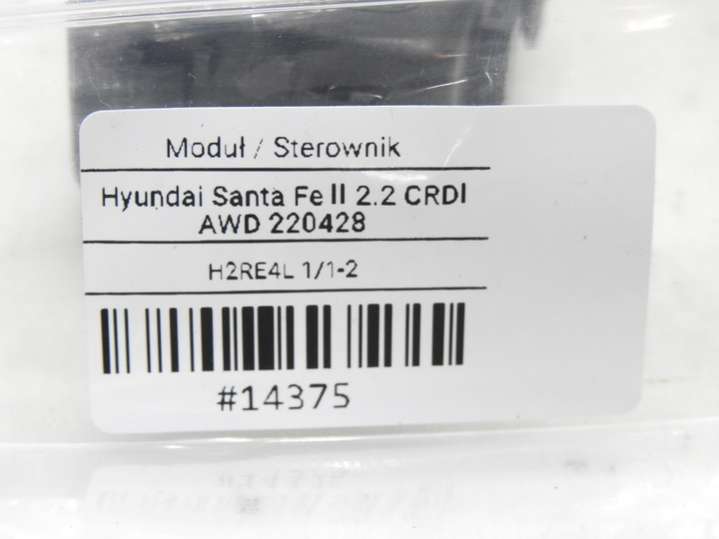 Moduł / Sterownik
Hyundai Santa Fe II 2.2 CRDI
AWD 220428
H2RE4L 1/1-2
#14375